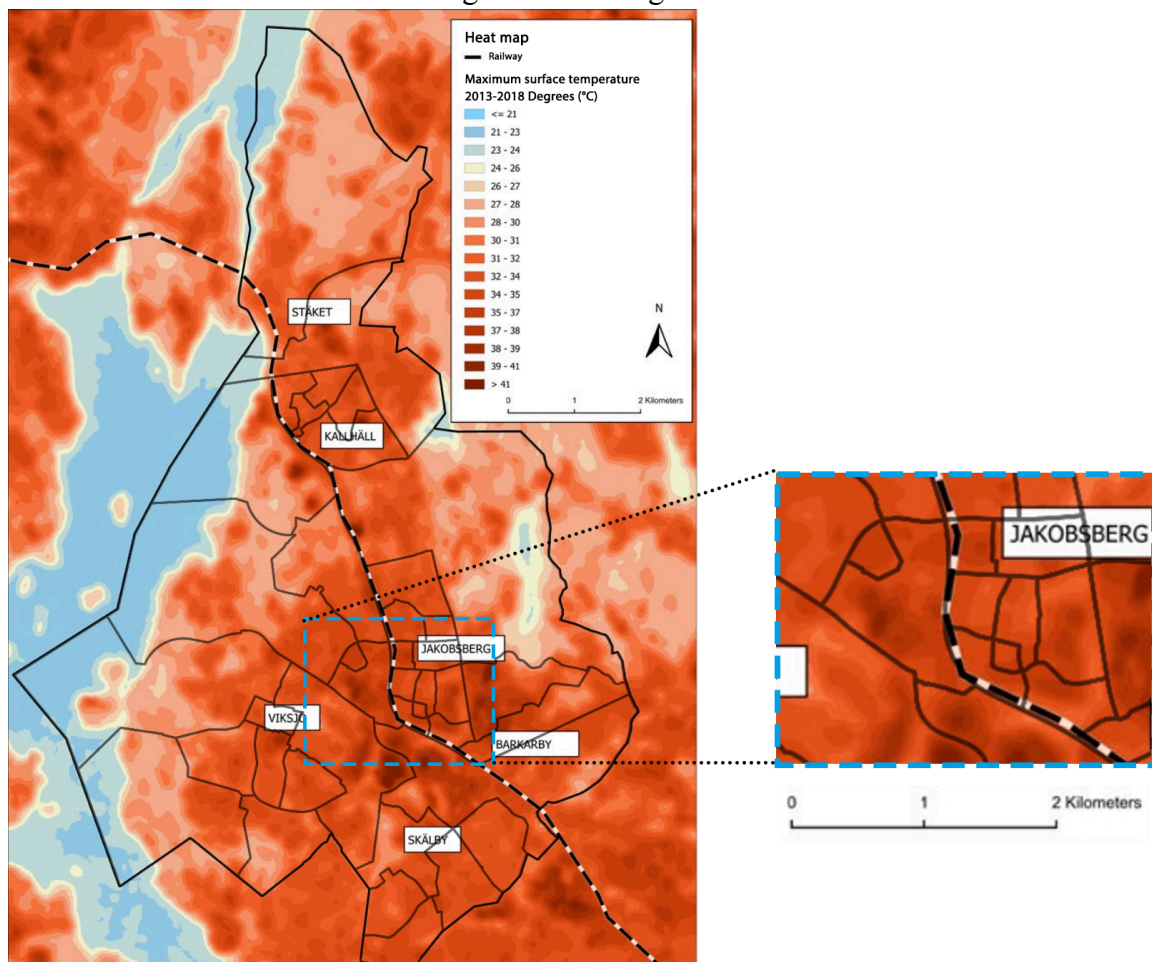 Heat map
Railway
Maximum surface temperature
2013-2018 Degrees (°C)
<= 21
21 - 23
23 - 24
24 - 26
26 - 27
27 - 28
28 - 30
30 - 31
31 - 32
32 - 34
34 - 35
35 - 37
37 - 38
38 - 39
39 - 41
> 41
N
0 1 2 Kilometers
STÄKET
KALLHÄLL
JAKOBSBERG
VIKSJÖ
BARKARBY
SKÄLBY
JAKOBSBERG
0 1 2 Kilometers